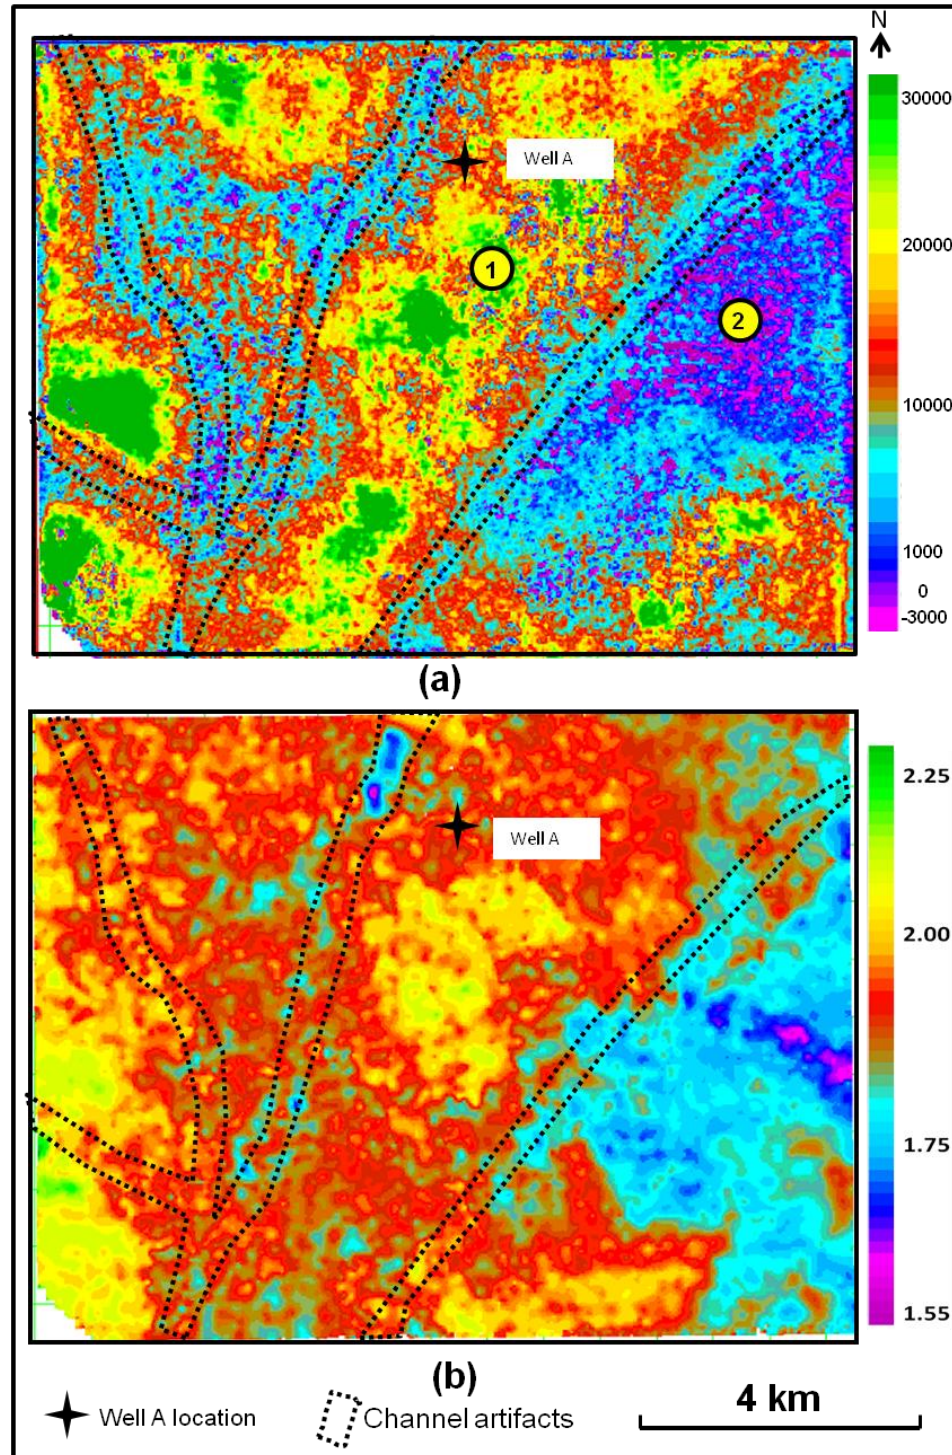 N
30000
Well A
20000
1
2
10000
1000
0
-3000
(a)
2.25
Well A
2.00
1.75
1.55
(b)
4 km
Well A location
Channel artifacts